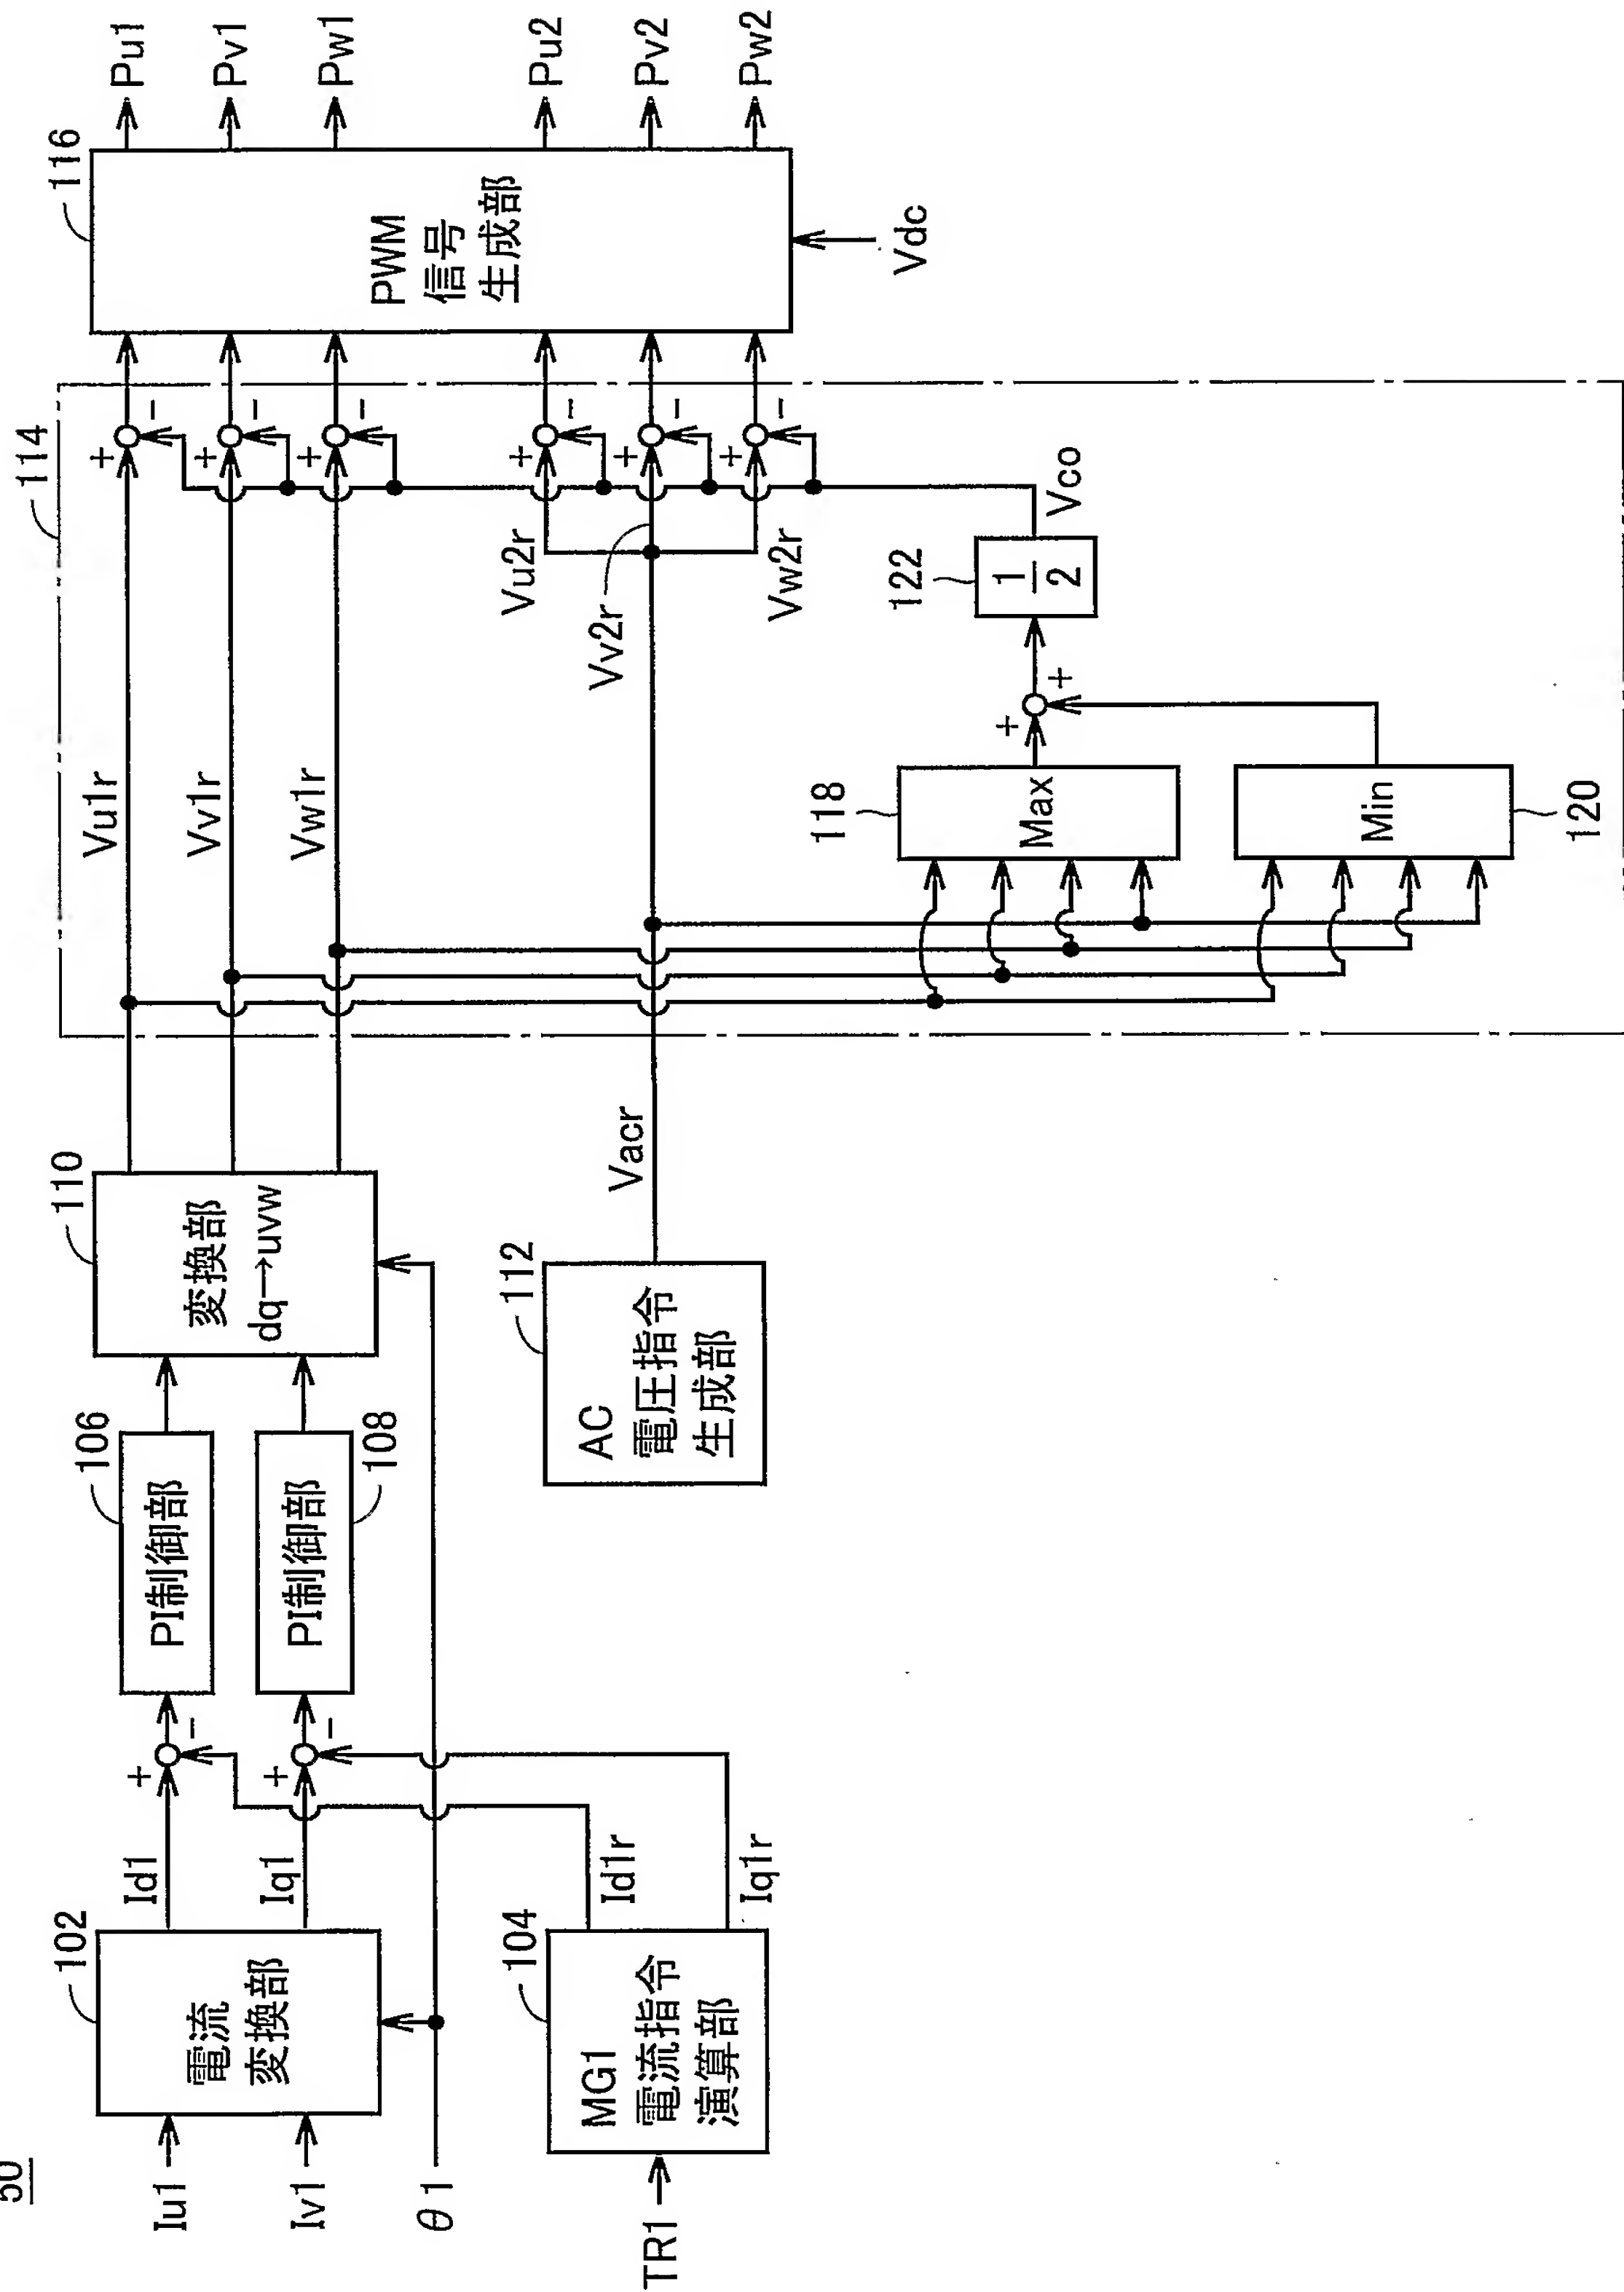 50
Iu1
Iv1
θ1
TR1
102
電流
変換部
104
MG1
電流指令
演算部
Id1
Iq1
Id1r
Iq1r
+
-
+
-
106
PI制御部
108
PI制御部
110
変換部
dq→uvw
112
AC
電圧指令
生成部
Vacr
114
Vu1r
Vv1r
Vw1r
Vu2r
Vv2r
Vw2r
118
Max
120
Min
+
+
122
1
2
Vco
+
-
+
-
+
-
+
-
+
-
+
-
116
PWM
信号
生成部
Vdc
Pu1
Pv1
Pw1
Pu2
Pv2
Pw2